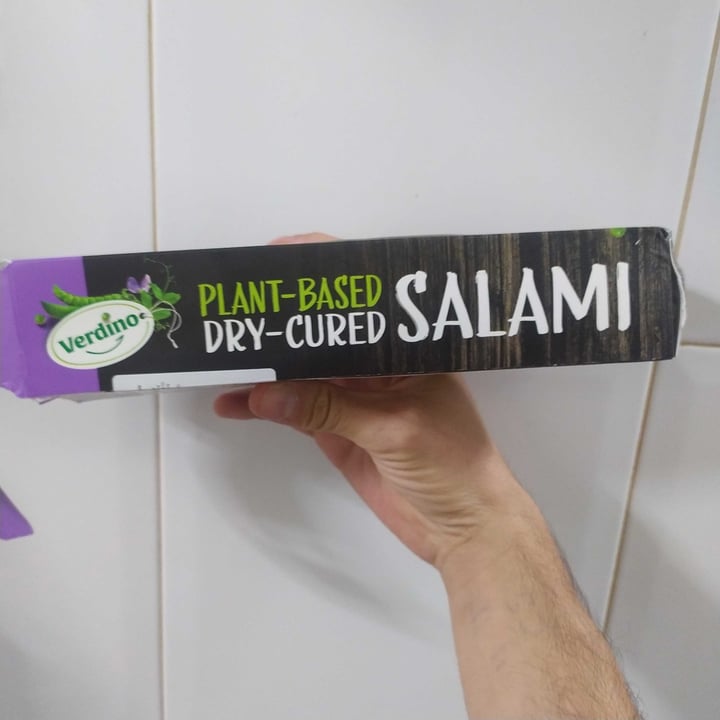 Verdino
PLANT-BASED
DRY-CURED
SALAMI